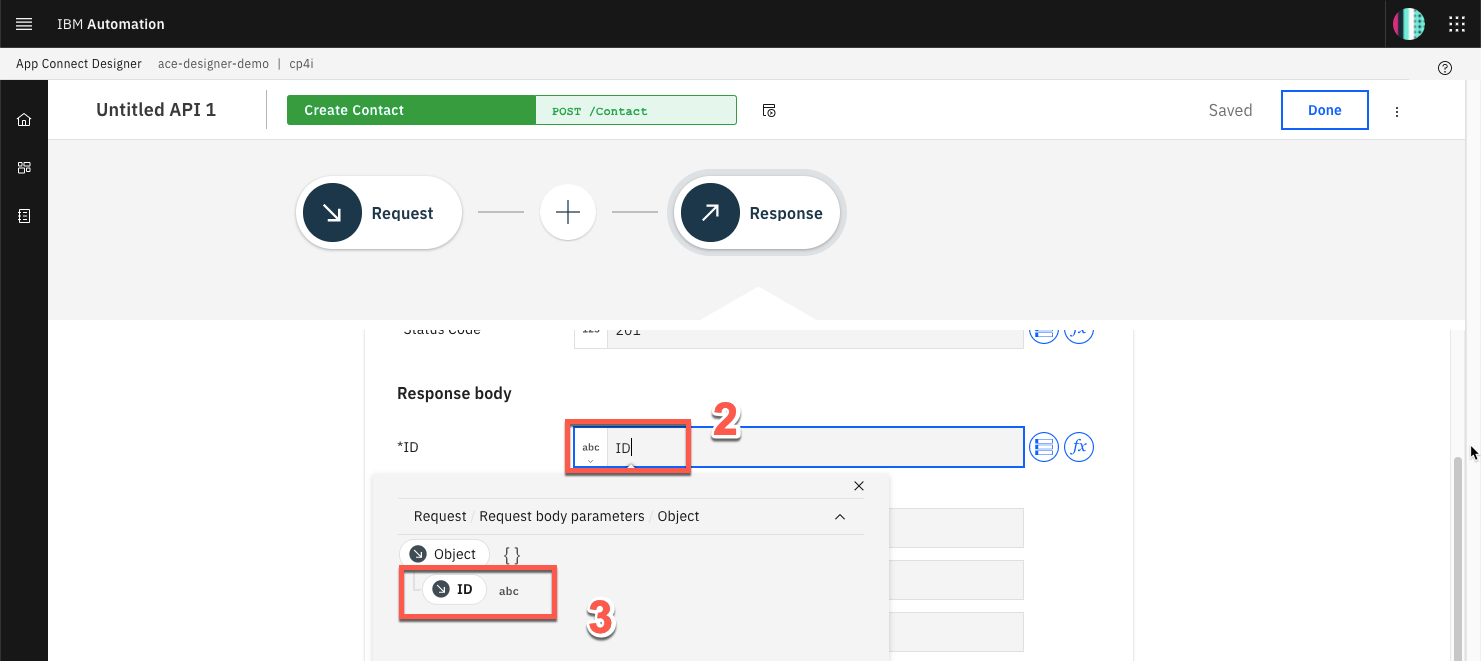 IBM Automation
App Connect Designer ace-designer-demo | cp4i
Untitled API 1
Create Contact
POST /Contact
Saved
Done
Request
Response
Status Code
123
201
fx
Response body
2
*ID
abc
ID
fx
Request / Request body parameters / Object
Object { }
ID abc
3